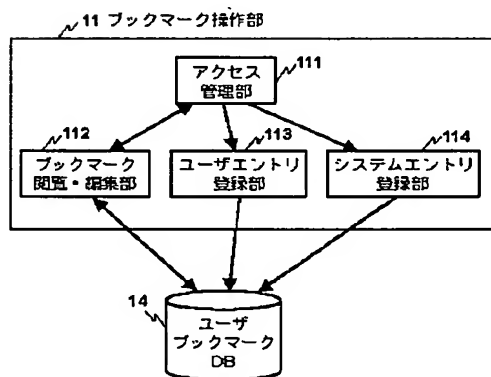 11 ブックマーク操作部
アクセス
管理部
111
112
ブックマーク
閲覧・編集部
113
ユーザエントリ
登録部
114
システムエントリ
登録部
14
ユーザ
ブックマーク
DB